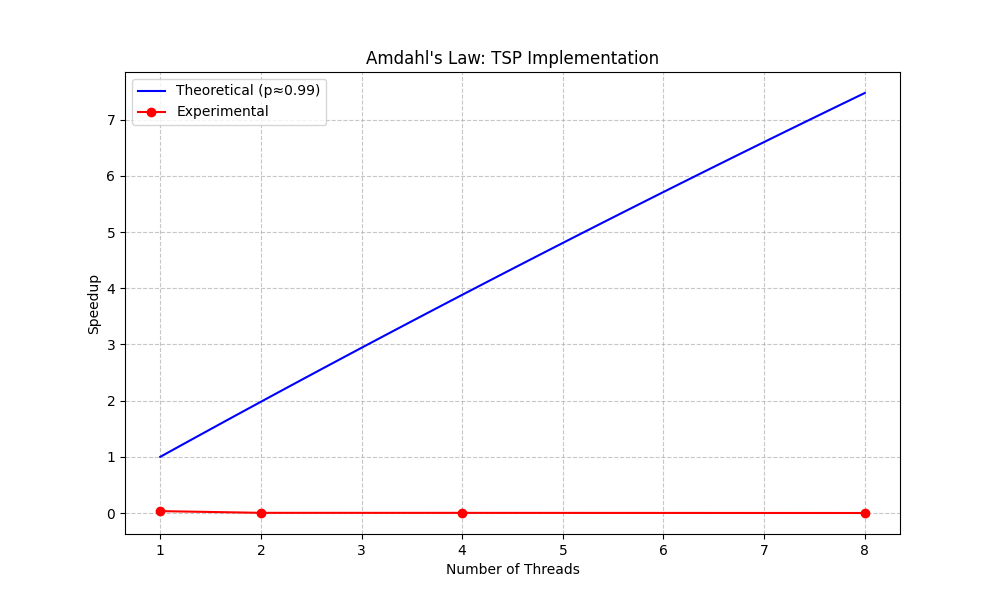 Amdahl's Law: TSP Implementation
Theoretical (p≈0.99)
Experimental
Speedup
7
6
5
4
3
2
1
0
1 2 3 4 5 6 7 8
Number of Threads